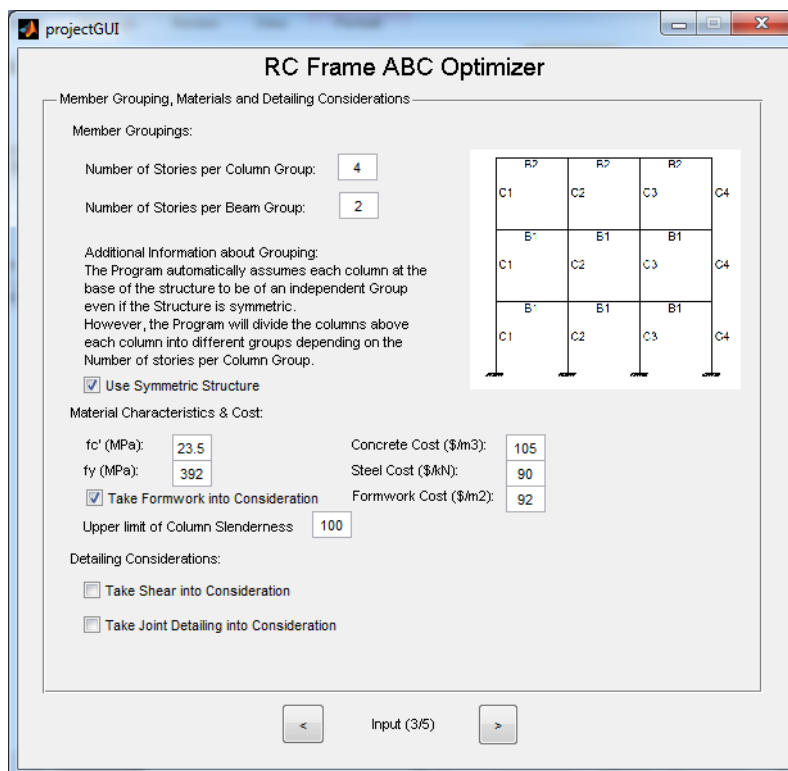 projectGUI
RC Frame ABC Optimizer
Member Grouping, Materials and Detailing Considerations
Member Groupings:
Number of Stories per Column Group: 4
Number of Stories per Beam Group: 2
Additional Information about Grouping:
The Program automatically assumes each column at the
base of the structure to be of an independent Group
even if the Structure is symmetric.
However, the Program will divide the columns above
each column into different groups depending on the
Number of stories per Column Group.
Use Symmetric Structure
B2 B2 B2
C1 C2 C3 C4
B1 B1 B1
C1 C2 C3 C4
B1 B1 B1
C1 C2 C3 C4
Material Characteristics & Cost:
fc' (MPa): 23.5 Concrete Cost ($/m3): 105
fy (MPa): 392 Steel Cost ($/kN): 90
Take Formwork into Consideration Formwork Cost ($/m2): 92
Upper limit of Column Slenderness 100
Detailing Considerations:
Take Shear into Consideration
Take Joint Detailing into Consideration
< Input (3/5) >